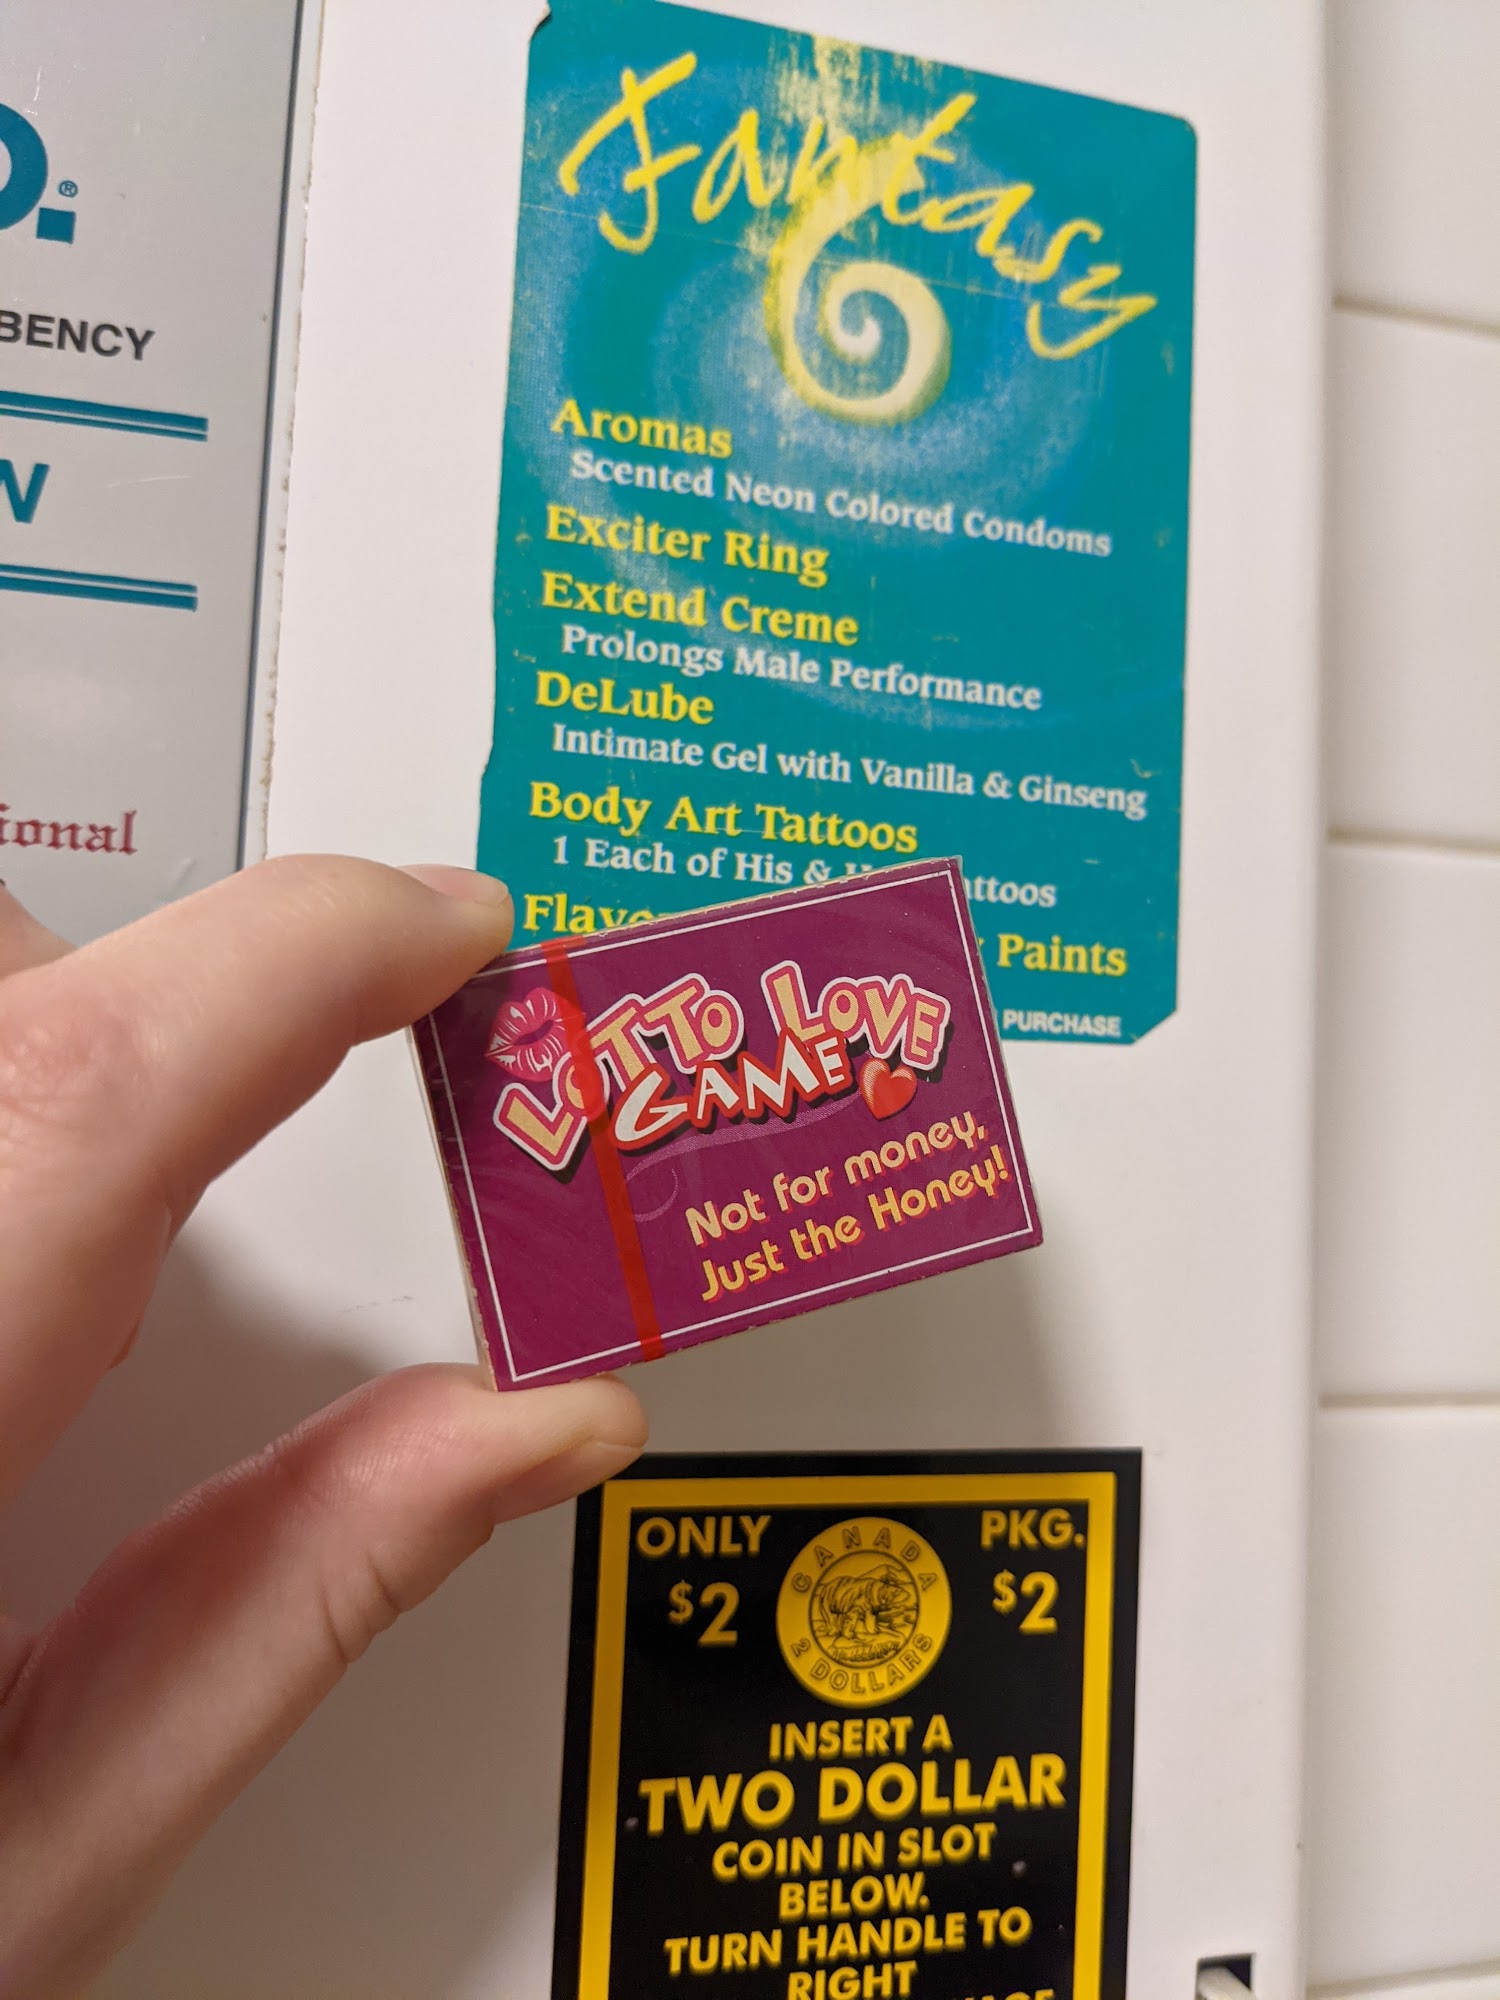 ®
BENCY
Fantasy
Aromas
Scented Neon Colored Condoms
Exciter Ring
Extend Creme
Prolongs Male Performance
DeLube
Intimate Gel with Vanilla & Ginseng
Body Art Tattoos
1 Each of His &
Paints
PURCHASE
ional
LOTTO LOVE
GAME
Not for money,
Just the Honey!
ONLY
$2
CANADA
2 DOLLARS
PKG.
$2
INSERT A
TWO DOLLAR
COIN IN SLOT
BELOW.
TURN HANDLE TO
RIGHT